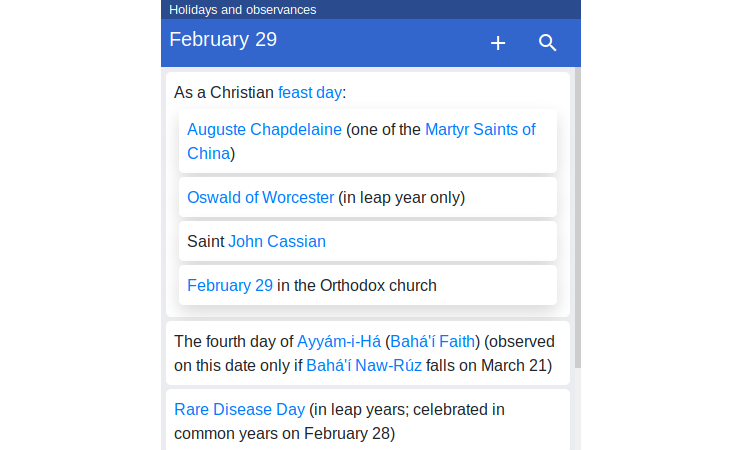 Holidays and observances
February 29
As a Christian feast day:
Auguste Chapdelaine (one of the Martyr Saints of
China)
Oswald of Worcester (in leap year only)
Saint John Cassian
February 29 in the Orthodox church
The fourth day of Ayyám-i-Há (Bahá'í Faith) (observed
on this date only if Bahá'í Naw-Rúz falls on March 21)
Rare Disease Day (in leap years; celebrated in
common years on February 28)